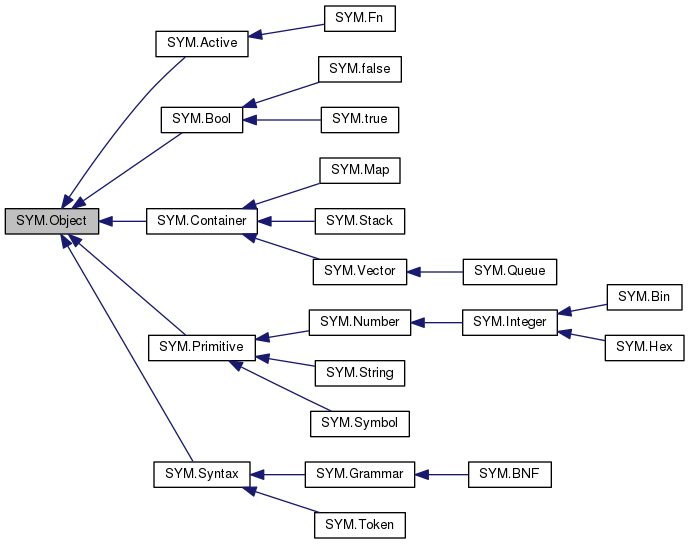 SYM.Fn
SYM.Active
SYM.false
SYM.Bool
SYM.true
SYM.Map
SYM.Object
SYM.Container
SYM.Stack
SYM.Vector
SYM.Queue
SYM.Bin
SYM.Number
SYM.Integer
SYM.Primitive
SYM.Hex
SYM.String
SYM.Symbol
SYM.Syntax
SYM.Grammar
SYM.BNF
SYM.Token